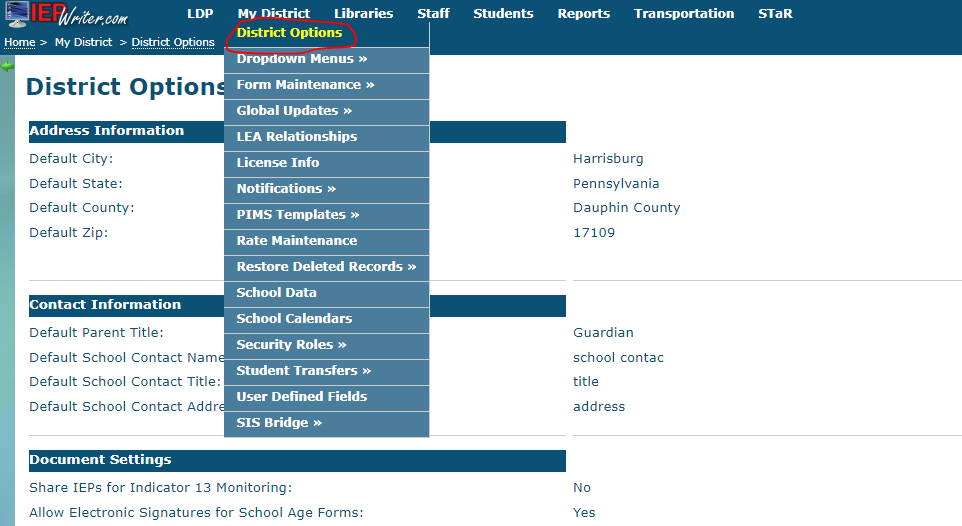 IEPWriter.com
LDP My District Libraries Staff Students Reports Transportation STaR
Home > My District > District Options
District Options
Dropdown Menus »
Form Maintenance »
Global Updates »
LEA Relationships
License Info
Notifications »
PIMS Templates »
Rate Maintenance
Restore Deleted Records »
School Data
School Calendars
Security Roles »
Student Transfers »
User Defined Fields
SIS Bridge »
District Options
Address Information
Default City: Harrisburg
Default State: Pennsylvania
Default County: Dauphin County
Default Zip: 17109
Contact Information
Default Parent Title: Guardian
Default School Contact Name school contac
Default School Contact Title: title
Default School Contact Addre address
Document Settings
Share IEPs for Indicator 13 Monitoring: No
Allow Electronic Signatures for School Age Forms: Yes